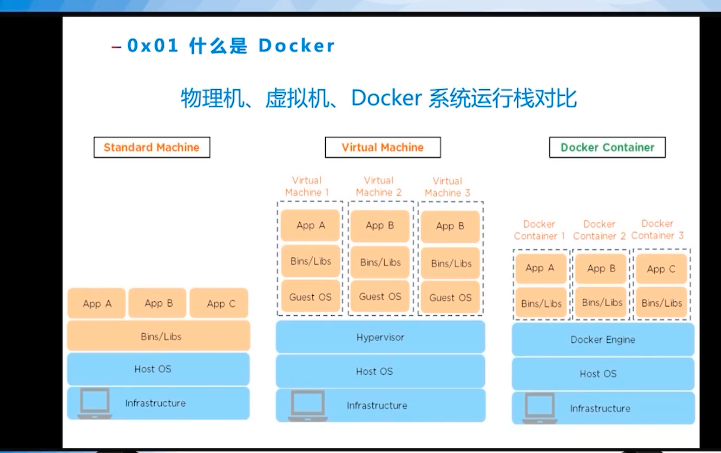 – 0x01 什么是 Docker
物理机、虚拟机、Docker 系统运行栈对比
Standard Machine
App A
App B
App C
Bins/Libs
Host OS
Infrastructure
Virtual Machine
Virtual
Machine 1
Virtual
Machine 2
Virtual
Machine 3
App A
App B
App B
Bins/Libs
Bins/Libs
Bins/Libs
Guest OS
Guest OS
Guest OS
Hypervisor
Host OS
Infrastructure
Docker Container
Docker
Container 1
Docker
Container 2
Docker
Container 3
App A
App B
App C
Bins/Libs
Bins/Libs
Bins/Libs
Docker Engine
Host OS
Infrastructure